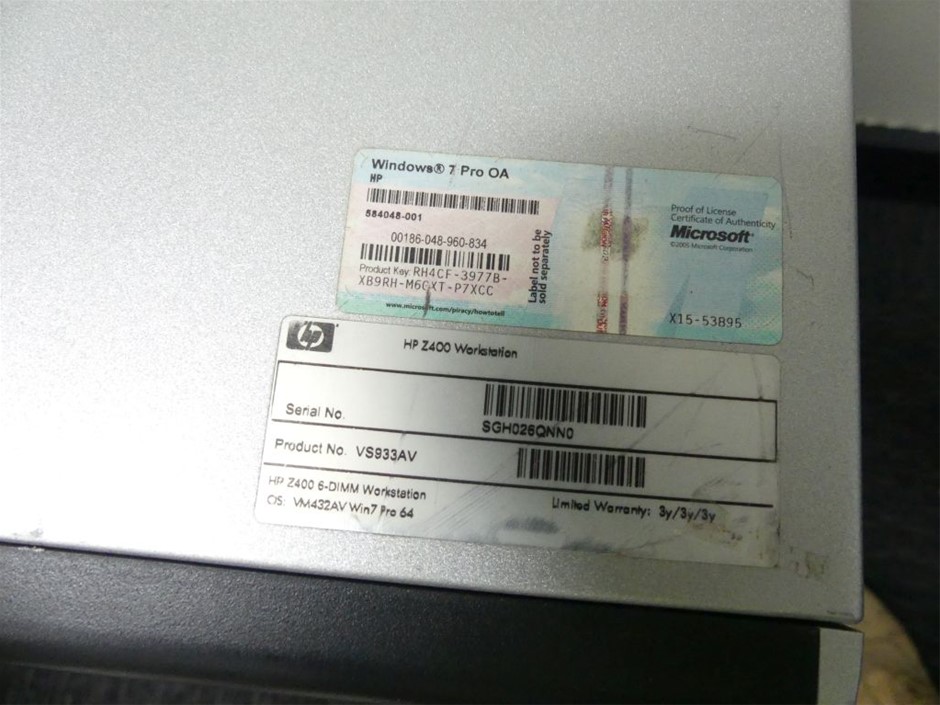 Windows® 7 Pro OA
HP
584048-001
00186-048-960-834
Product Key: RH4CF-3977B-
XB9RH-M6GXT-P7XCC
www.microsoft.com/piracy/howtotell
Label not to be
sold separately
Proof of License
Certificate of Authenticity
Microsoft
©2005 Microsoft Corporation
X15-53895
hp
HP Z400 Workstation
Serial No.
SGH026QNN0
Product No. VS933AV
HP Z400 6-DIMM Workstation
OS: VM432AV Win7 Pro 64
Limited Warranty: 3y/3y/3y